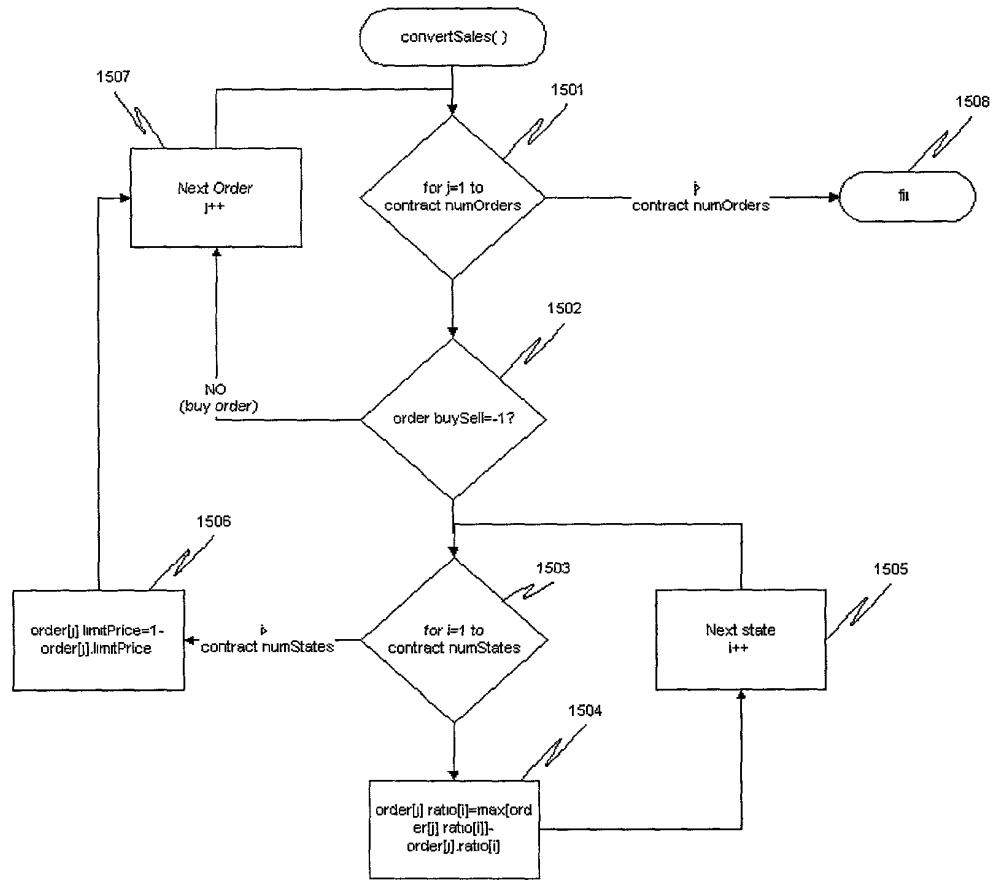 convertSales( )
1507
1501
1508
Next Order
j++
for j=1 to
contract numOrders
j>
contract numOrders
fin
1502
order buySell=-1?
NO
(buy order)
1506
1503
1505
order[j] limitPrice=1-
order[j].limitPrice
i>
contract numStates
for i=1 to
contract numStates
Next state
i++
1504
order[j] ratio[i]=max[ord
er[j] ratio[i]]-
order[j].ratio[i]